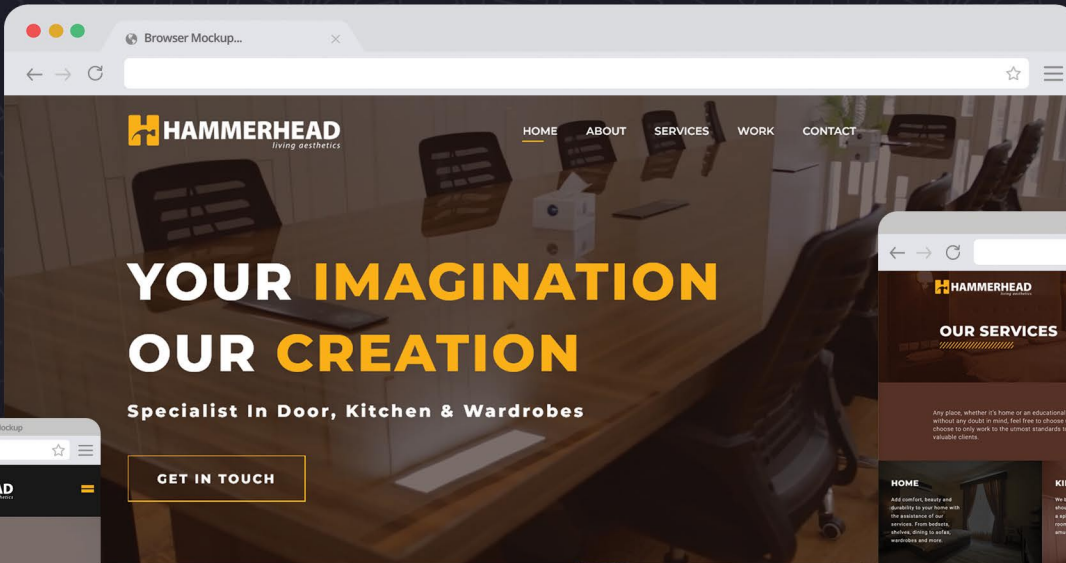 Browser Mockup...
HAMMERHEAD
living aesthetics
HOME ABOUT SERVICES WORK CONTACT
YOUR IMAGINATION
OUR CREATION
Specialist In Door, Kitchen & Wardrobes
GET IN TOUCH
HAMMERHEAD
living aesthetics
OUR SERVICES
Any place, whether it's home or an educational
without any doubt in mind, feel free to choose
choose to only work to the utmost standards
valuable clients.
HOME
Add comfort, beauty and
durability to your home with
the assistance of our
services. From bedsets,
shelves, dining to sofas,
wardrobes and more.